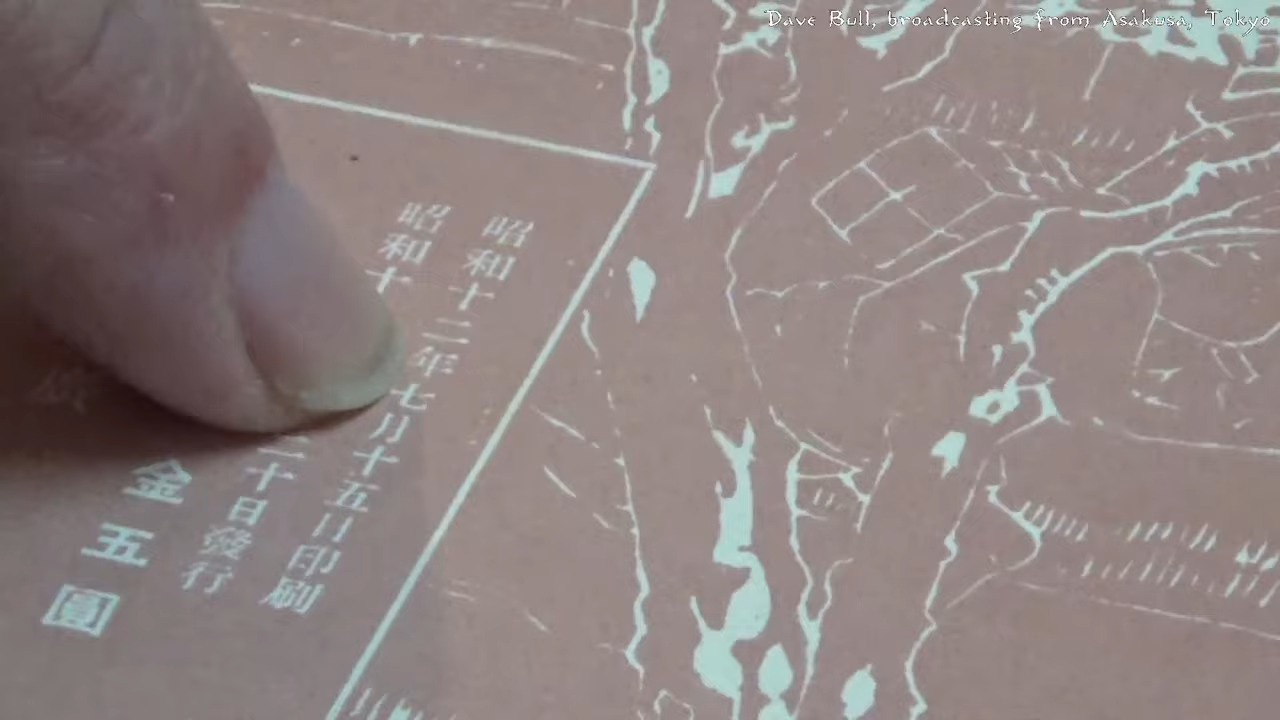 Dave Bull, broadcasting from Asakusa, Tokyo
昭和十二年七月十五日印刷
昭和十
二十日發行
金五圓